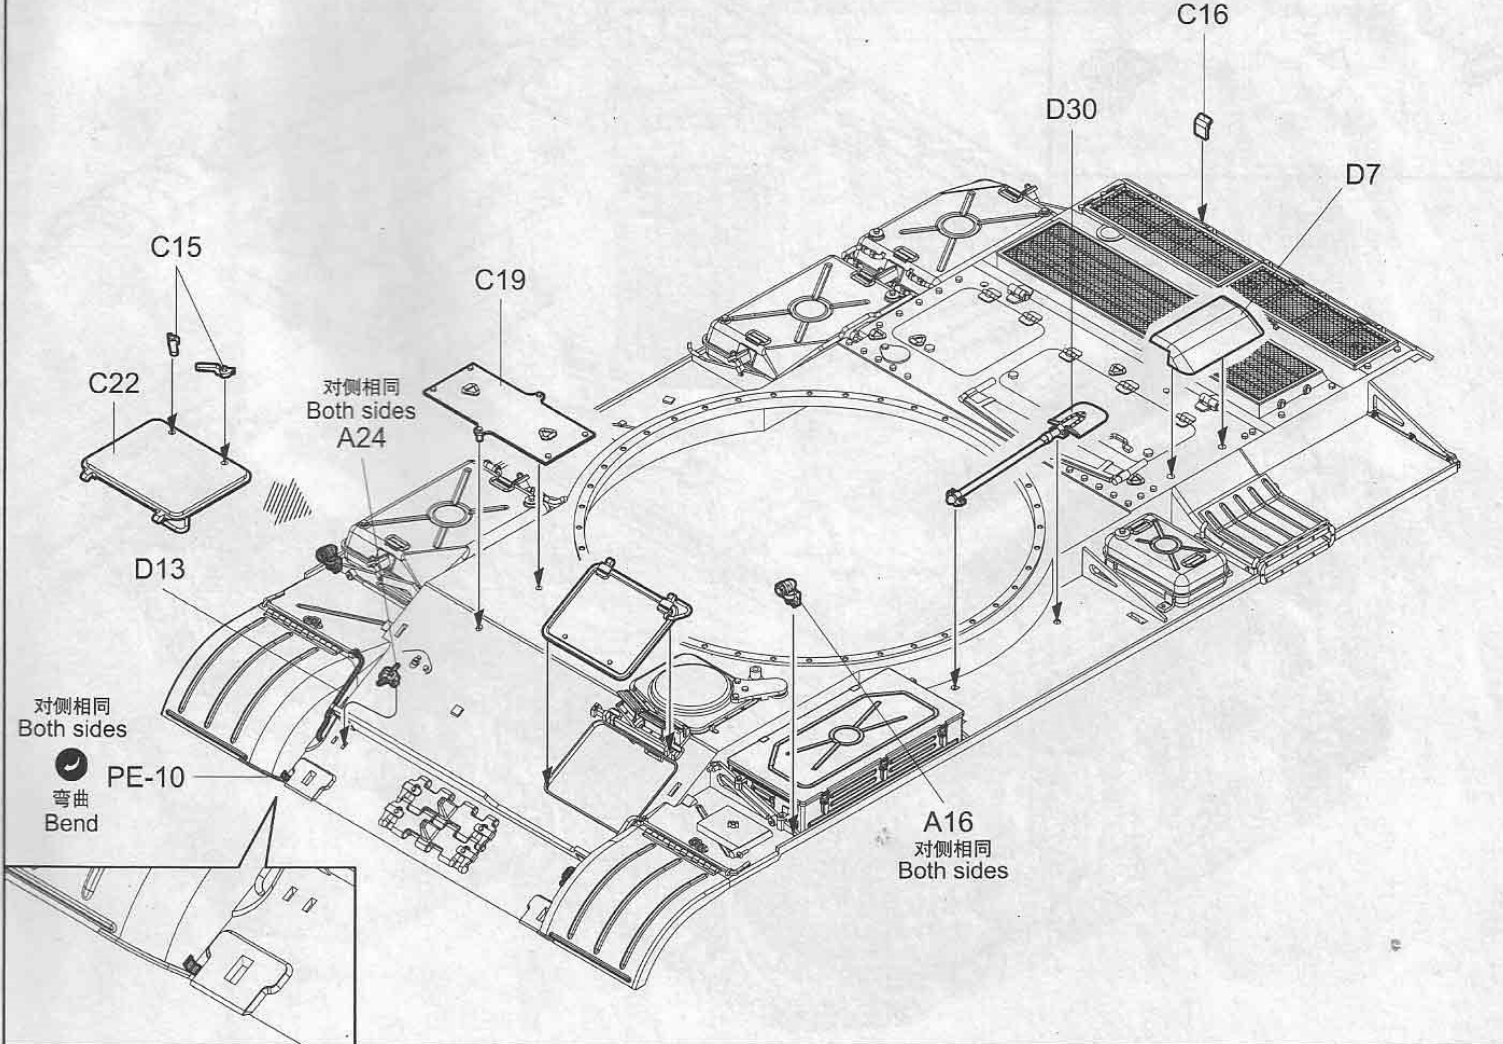 C16
D30
D7
C15
C19
C22
对侧相同
Both sides
A24
D13
对侧相同
Both sides
PE-10
弯曲
Bend
A16
对侧相同
Both sides